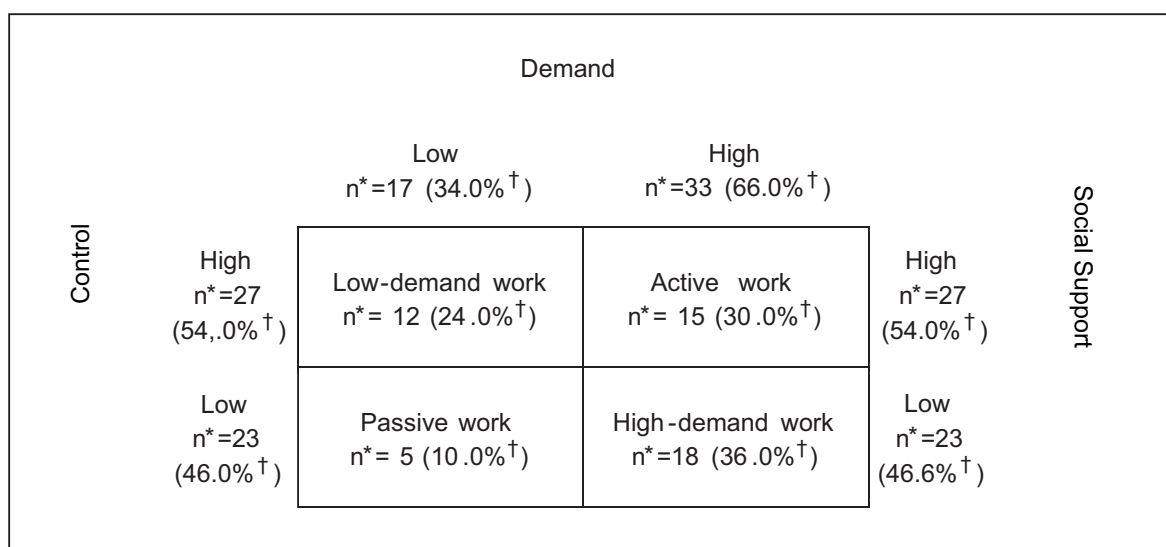 Demand
Low
n*=17 (34.0%†)
High
n*=33 (66.0%†)
Control
High
n*=27
(54,.0%†)
Low-demand work
n*= 12 (24.0%†)
Active work
n*= 15 (30.0%†)
High
n*=27
(54.0%†)
Social Support
Low
n*=23
(46.0%†)
Passive work
n*= 5 (10.0%†)
High-demand work
n*=18 (36.0%†)
Low
n*=23
(46.6%†)